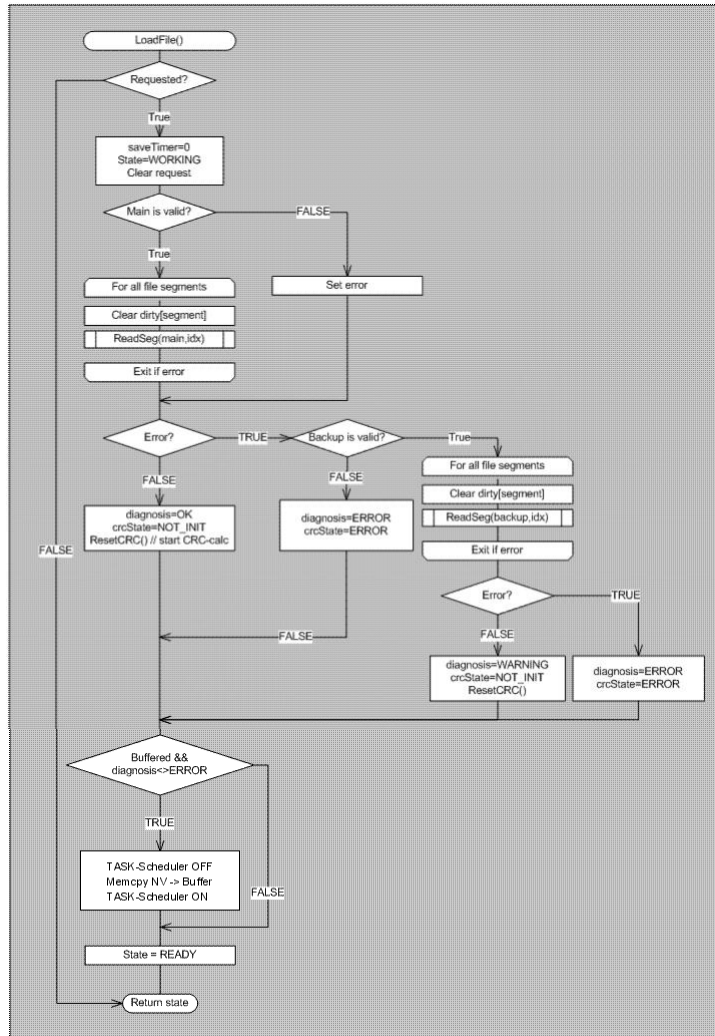 LoadFile()
Requested?
True
saveTimer=0
State=WORKING
Clear request
Main is valid?
FALSE
True
For all file segments
Set error
Clear dirty[segment]
ReadSeg(main,idx)
Exit if error
Error?
TRUE
Backup is valid?
True
For all file segments
FALSE
FALSE
Clear dirty[segment]
diagnosis=OK
crcState=NOT_INIT
ResetCRC() // start CRC-calc
diagnosis=ERROR
crcState=ERROR
ReadSeg(backup,idx)
FALSE
Exit if error
Error?
TRUE
FALSE
FALSE
diagnosis=WARNING
crcState=NOT_INIT
ResetCRC()
diagnosis=ERROR
crcState=ERROR
Buffered &&
diagnosis<>ERROR
TRUE
TASK-Scheduler OFF
Memcpy NV -> Buffer
TASK-Scheduler ON
FALSE
State = READY
Return state